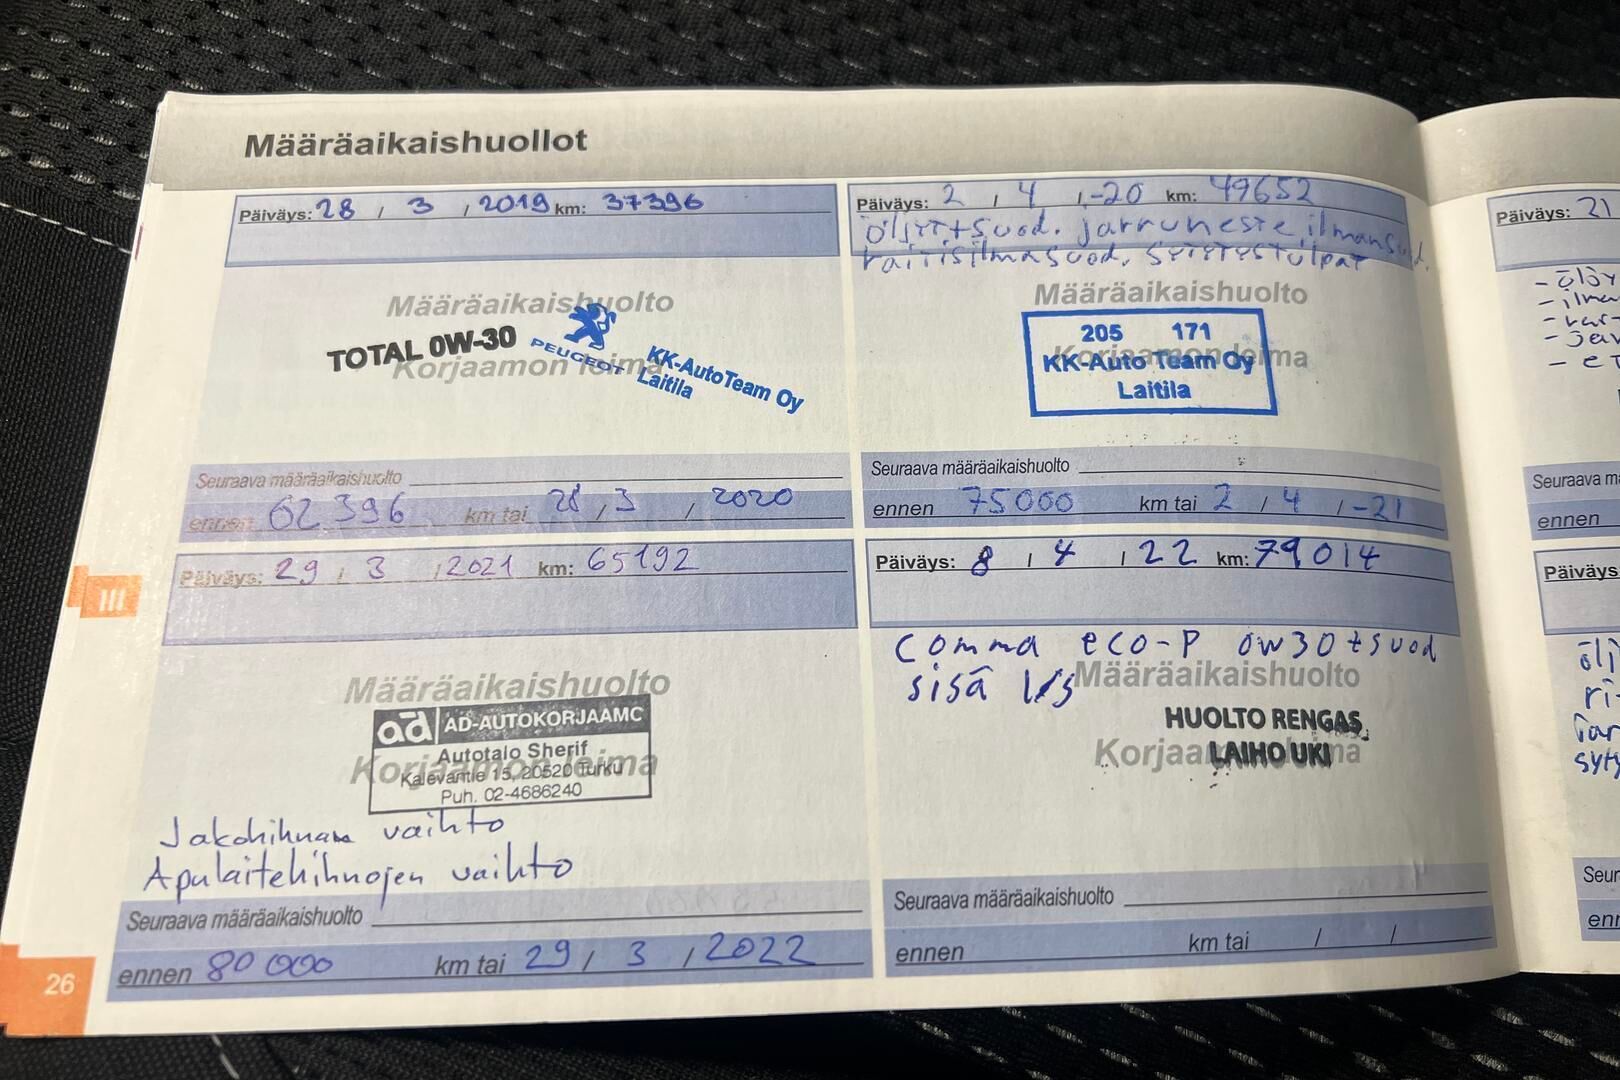 Määräaikaishuollot
Päiväys: 28 / 3 / 2019 km: 37396
Määräaikaishuolto
TOTAL 0W-30
PEUGEOT
Korjaamon leima
KK-AutoTeam Oy
Laitila
Seuraava määräaikaishuolto
ennen 62 396 km tai 28 / 3 / 2020
Päiväys: 2 / 4 / -20 km: 49652
öljyt+suod. jarruneste ilmansuod.
raitisilmasuod. sytytystulpat
Määräaikaishuolto
205 171
Korjaamon leima
KK-Auto Team Oy
Laitila
Seuraava määräaikaishuolto
ennen 75000 km tai 2 / 4 / -21
Päiväys: 29 / 3 / 2021 km: 65192
Määräaikaishuolto
ad AD-AUTOKORJAAMO
Autotalo Sherif
Korjaamon leima
Kalevantie 15, 20520 Turku
Puh. 02-4686240
Jakohihnan vaihto
Apulaitehihnojen vaihto
Seuraava määräaikaishuolto
ennen 80 000 km tai 29 / 3 / 2022
Päiväys: 8 / 4 / 22 km: 79014
Comma eco-P 0w30+suod
sisä
Määräaikaishuolto
HUOLTO RENGAS
Korjaamon leima
LAIHO UKI
Seuraava määräaikaishuolto
ennen km tai / /
III
26
Päiväys: 21
- öljy
Seuraava
ennen
Päiväys